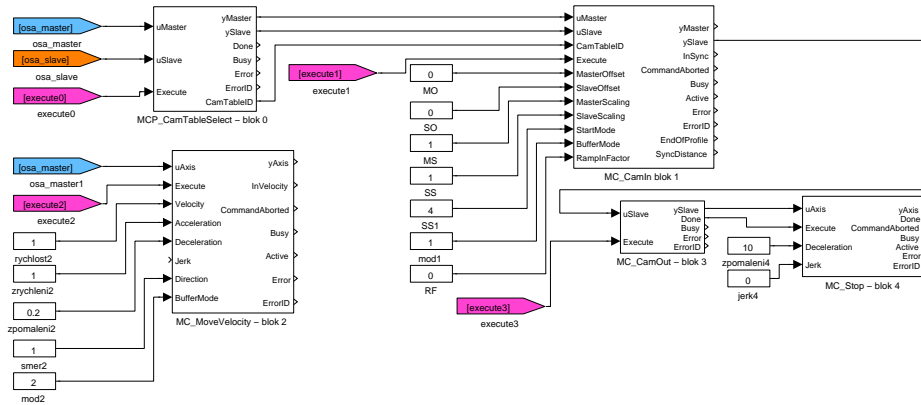 [osa_master]
osa_master
[osa_slave]
osa_slave
[execute0]
execute0
uMaster
uSlave
Execute
yMaster
ySlave
Done
Busy
Error
ErrorID
CamTableID
MCP_CamTableSelect – blok 0
[execute1]
execute1
0
MO
0
SO
1
MS
1
SS
4
SS1
1
mod1
0
RF
uMaster
uSlave
CamTableID
Execute
MasterOffset
SlaveOffset
MasterScaling
SlaveScaling
StartMode
BufferMode
RampInFactor
yMaster
ySlave
InSync
CommandAborted
Busy
Active
Error
ErrorID
EndOfProfile
SyncDistance
MC_CamIn blok 1
[osa_master]
osa_master1
[execute2]
execute2
1
rychlost2
1
zrychleni2
0.2
zpomaleni2
1
smer2
2
mod2
uAxis
Execute
Velocity
Acceleration
Deceleration
Jerk
Direction
BufferMode
yAxis
InVelocity
CommandAborted
Busy
Active
Error
ErrorID
MC_MoveVelocity – blok 2
[execute3]
execute3
uSlave
Execute
ySlave
Done
Busy
Error
ErrorID
MC_CamOut – blok 3
10
zpomaleni4
0
jerk4
uAxis
Execute
Deceleration
Jerk
yAxis
Done
CommandAborted
Busy
Active
Error
ErrorID
MC_Stop – blok 4